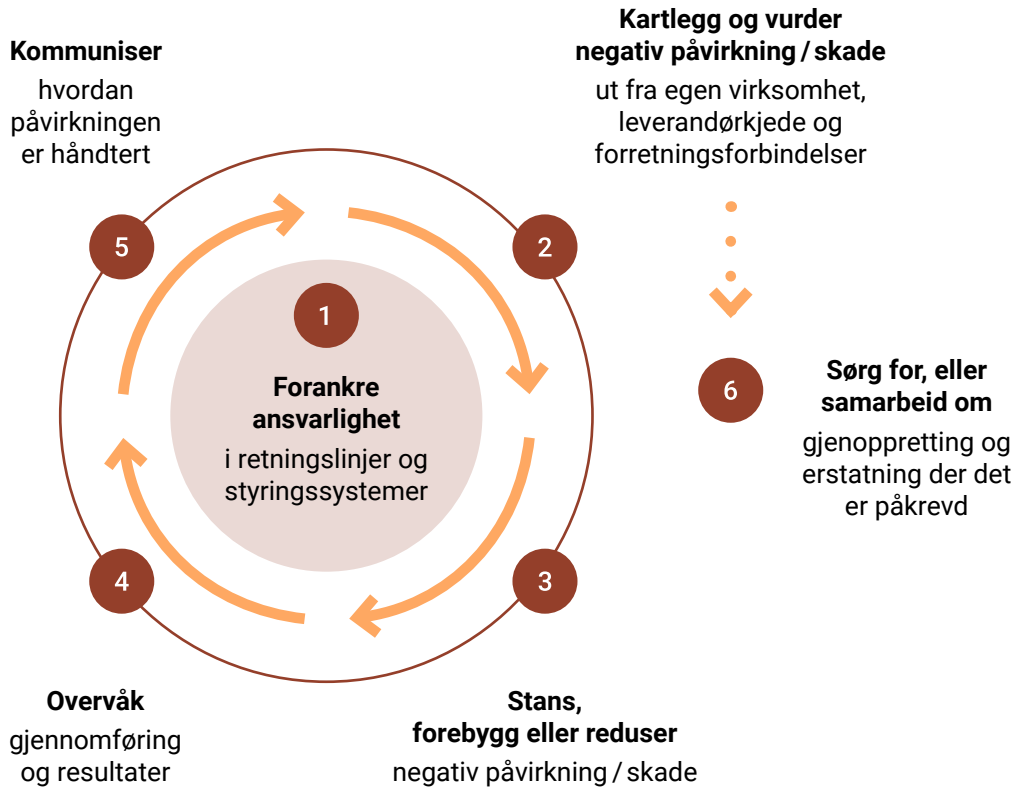 1
Forankre
ansvarlighet
i retningslinjer og
styringssystemer
2
Kartlegg og vurder
negativ påvirkning / skade
ut fra egen virksomhet,
leverandørkjede og
forretningsforbindelser
3
Stans,
forebygg eller reduser
negativ påvirkning / skade
4
Overvåk
gjennomføring
og resultater
5
Kommuniser
hvordan
påvirkningen
er håndtert
6
Sørg for, eller
samarbeid om
gjenoppretting og
erstatning der det
er påkrevd